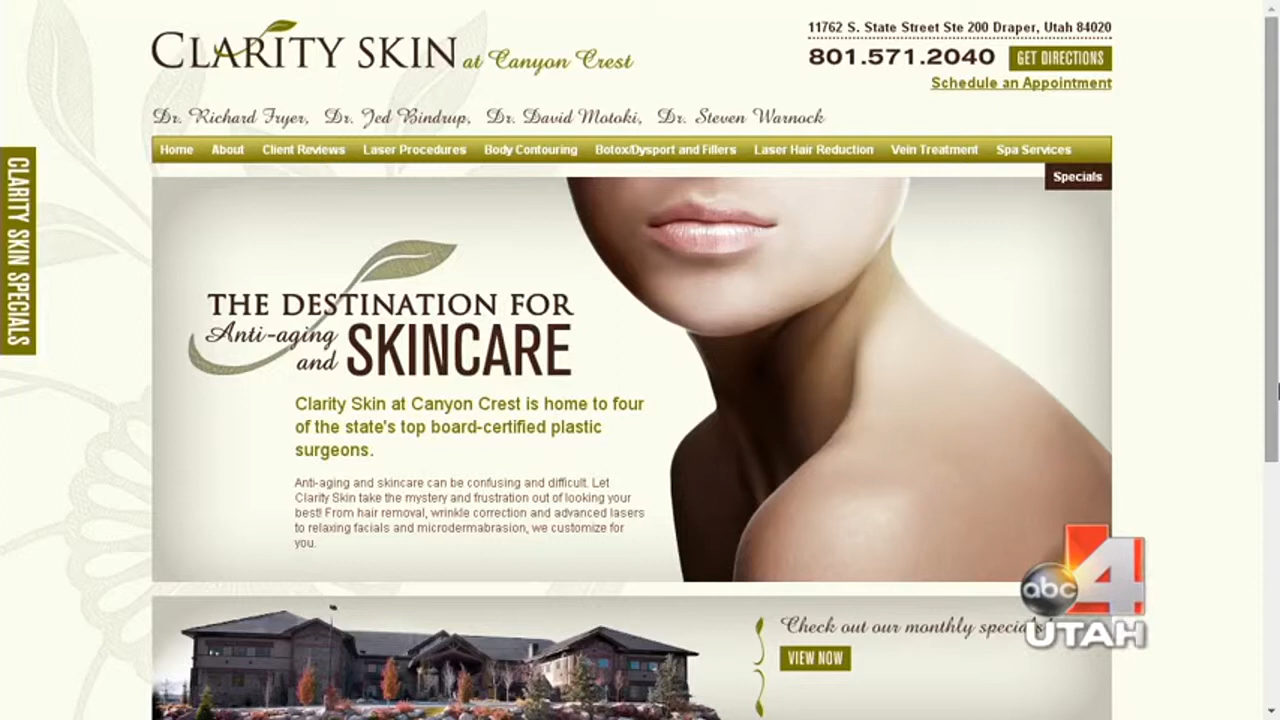 CLARITY SKIN at Canyon Crest
11762 S. State Street Ste 200 Draper, Utah 84020
801.571.2040 GET DIRECTIONS
Schedule an Appointment
Dr. Richard Fryer, Dr. Jed Bindrup, Dr. David Motoki, Dr. Steven Warnock
Home About Client Reviews Laser Procedures Body Contouring Botox/Dysport and Fillers Laser Hair Reduction Vein Treatment Spa Services
Specials
CLARITY SKIN SPECIALS
THE DESTINATION FOR
Anti-aging
and SKINCARE
Clarity Skin at Canyon Crest is home to four
of the state's top board-certified plastic
surgeons.
Anti-aging and skincare can be confusing and difficult. Let
Clarity Skin take the mystery and frustration out of looking your
best! From hair removal, wrinkle correction and advanced lasers
to relaxing facials and microdermabrasion, we customize for
you.
Check out our monthly specials
VIEW NOW
abc 4
UTAH